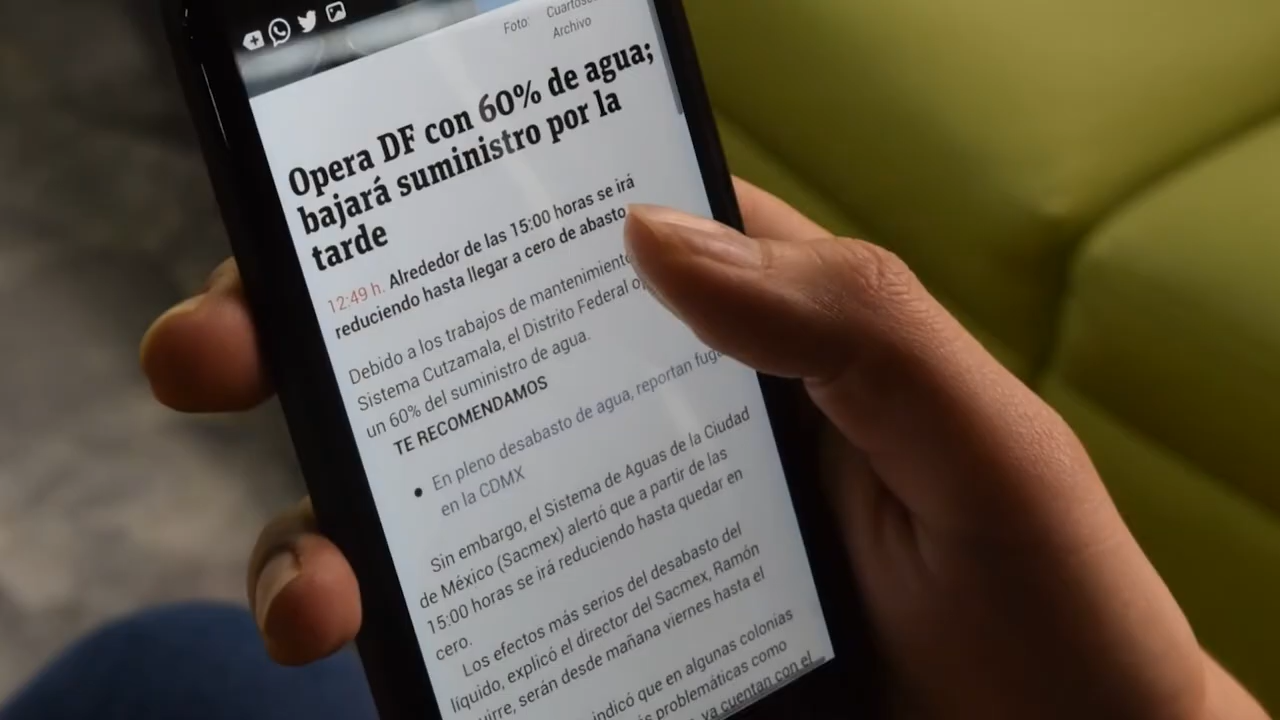 Foto:
Archivo
Opera DF con 60% de agua;
bajará suministro por la
tarde
12:49 h. Alrededor de las 15:00 horas se irá
reduciendo hasta llegar a cero de abasto
Debido a los trabajos de mantenimiento
Sistema Cutzamala, el Distrito Federal
un 60% del suministro de agua.
TE RECOMENDAMOS
• En pleno desabasto de agua, reportan
en la CDMX
Sin embargo, el Sistema de Aguas de la Ciudad
de México (Sacmex) alertó que a partir de las
15:00 horas se irá reduciendo hasta quedar en
cero.
Los efectos más serios del desabasto del
líquido, explicó el director del Sacmex, Ramón
serán desde mañana viernes hasta el
indicó que en algunas colonias
problemáticas como
ya cuentan con el